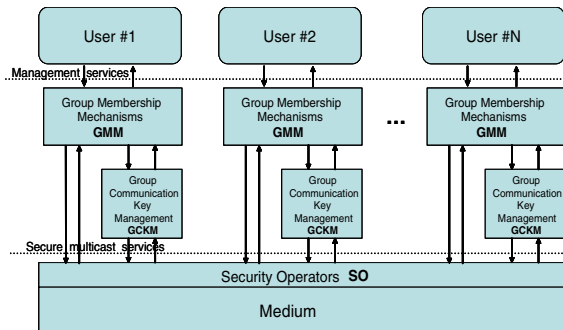 User #1
User #2
User #N
Management services
Group Membership
Mechanisms
GMM
Group Membership
Mechanisms
GMM
...
Group Membership
Mechanisms
GMM
Group
Communication
Key
Management
GCKM
Group
Communication
Key
Management
GCKM
Group
Communication
Key
Management
GCKM
Secure multicast services
Security Operators SO
Medium